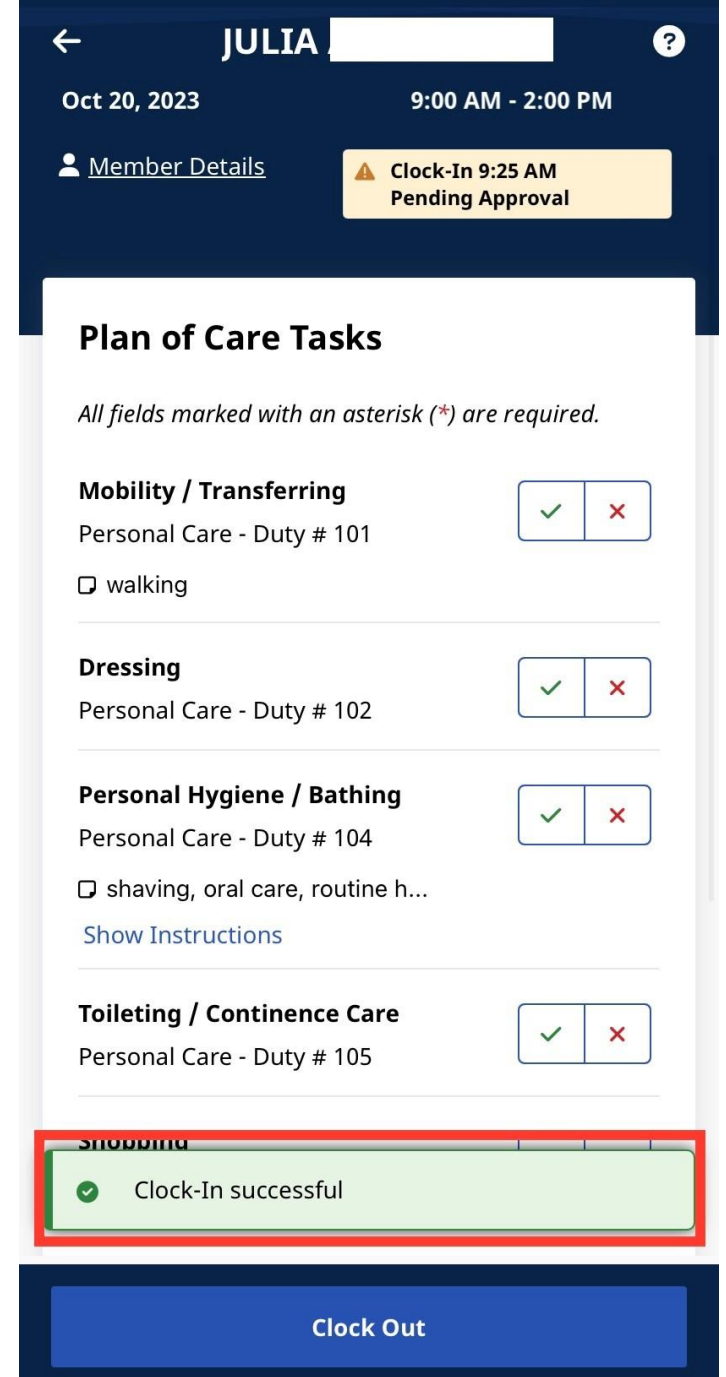 JULIA
Oct 20, 2023 9:00 AM - 2:00 PM
Member Details
Clock-In 9:25 AM
Pending Approval
Plan of Care Tasks
All fields marked with an asterisk (*) are required.
Mobility / Transferring
Personal Care - Duty # 101
walking
Dressing
Personal Care - Duty # 102
Personal Hygiene / Bathing
Personal Care - Duty # 104
shaving, oral care, routine h...
Show Instructions
Toileting / Continence Care
Personal Care - Duty # 105
Shopping
Clock-In successful
Clock Out